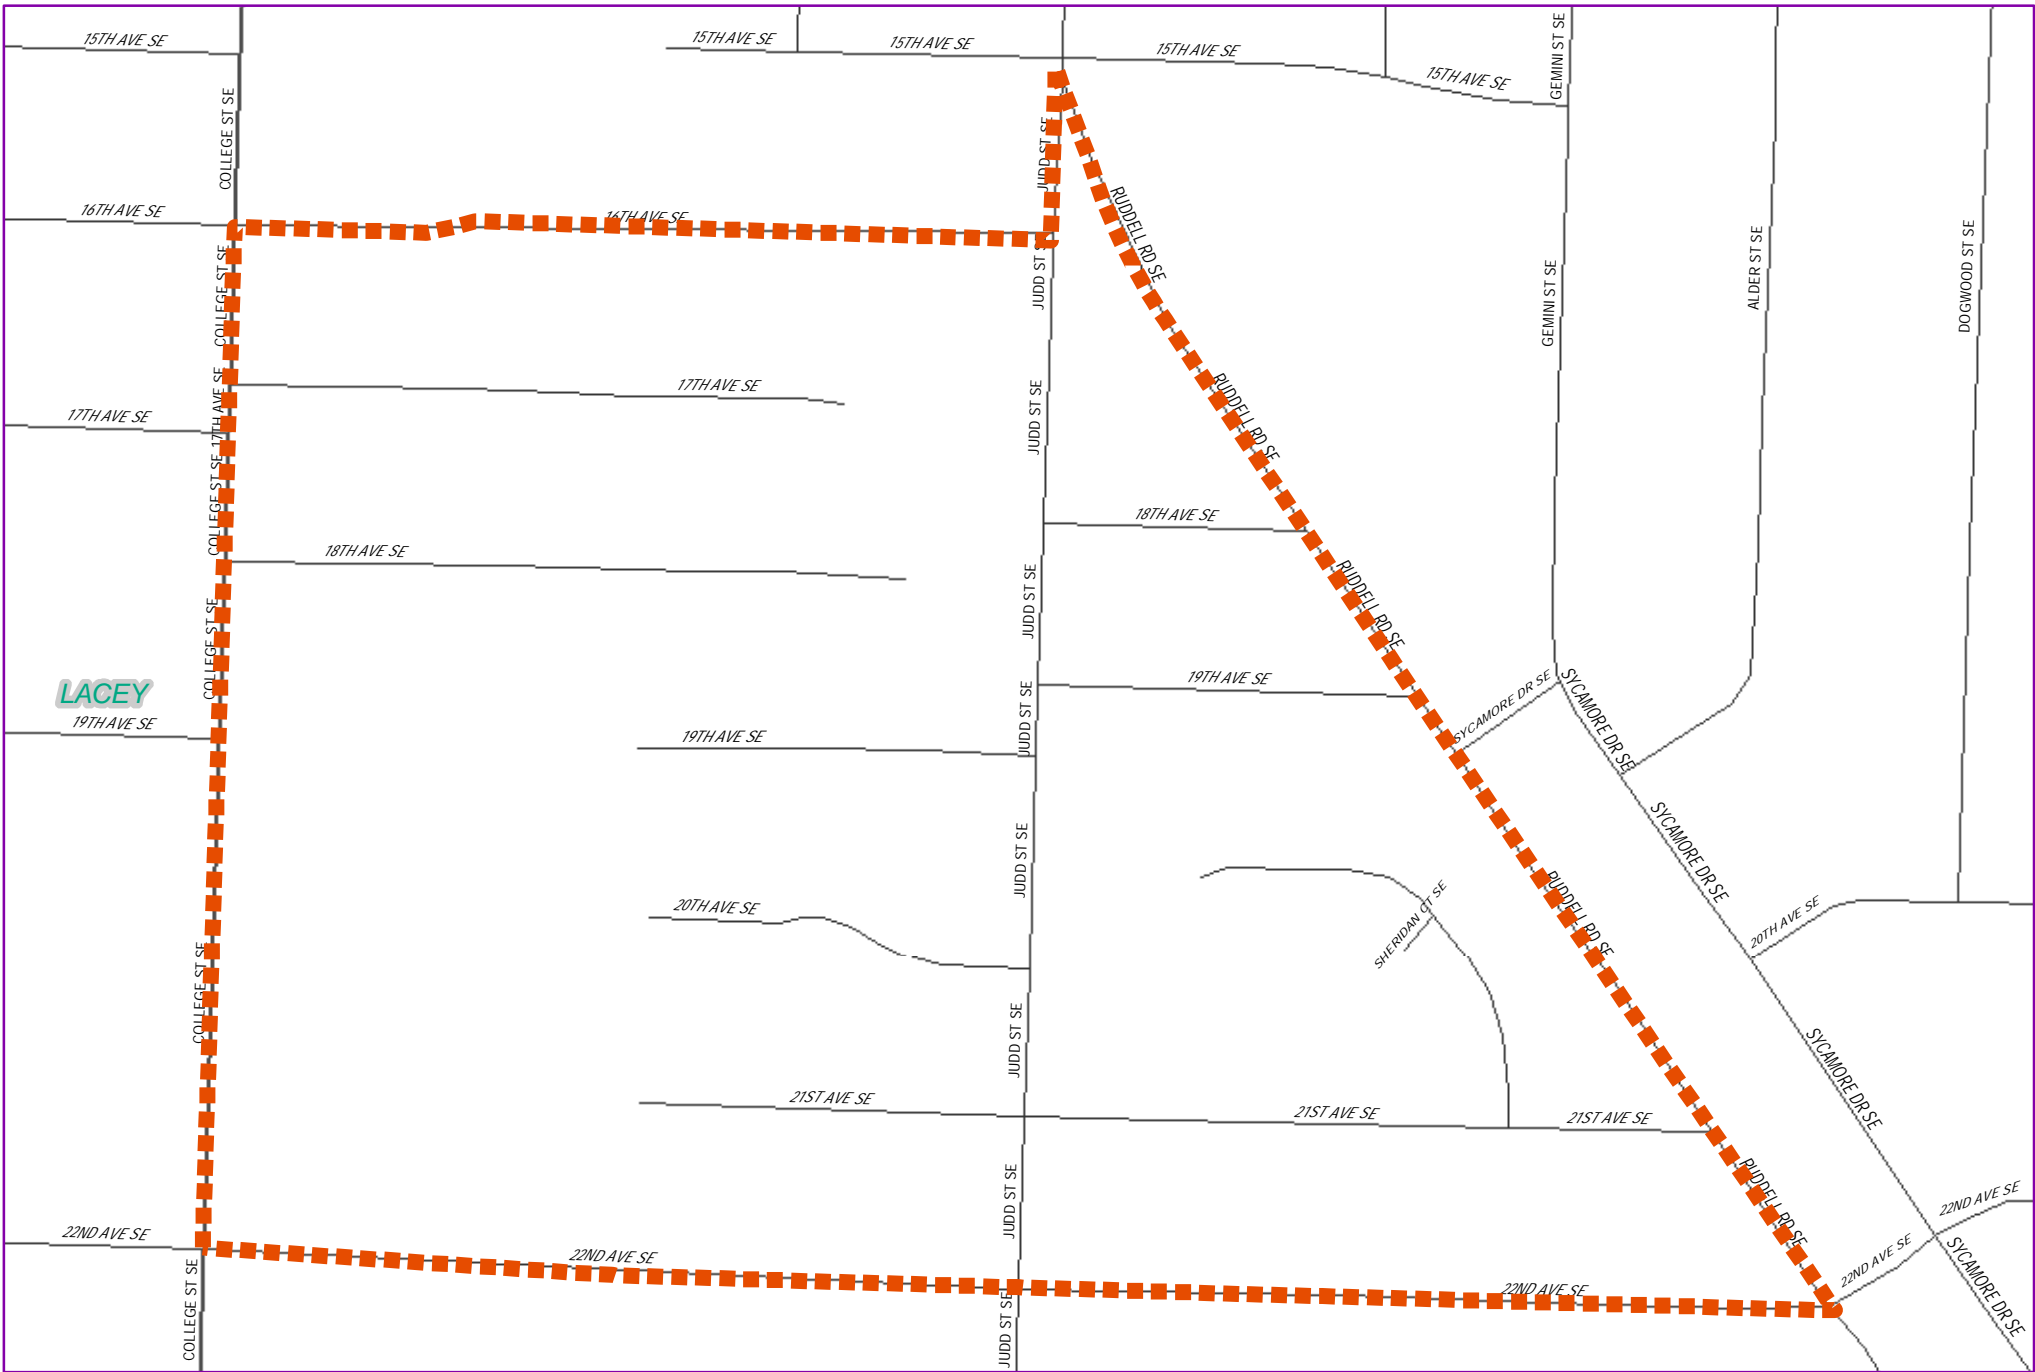 15TH AVE SE
15TH AVE SE
15TH AVE SE
15TH AVE SE
15TH AVE SE
GEMINI ST SE
COLLEGE ST SE
JUDD ST SE
16TH AVE SE
16TH AVE SE
RUDDELL RD SE
COLLEGE ST SE
JUDD ST SE
GEMINI ST SE
ALDER ST SE
DOGWOOD ST SE
17TH AVE SE
17TH AVE SE
17TH AVE SE
JUDD ST SE
RUDDELL RD SE
COLLEGE ST SE
18TH AVE SE
18TH AVE SE
JUDD ST SE
RUDDELL RD SE
COLLEGE ST SE
LACEY
19TH AVE SE
19TH AVE SE
19TH AVE SE
JUDD ST SE
SYCAMORE DR SE
SYCAMORE DR SE
JUDD ST SE
SYCAMORE DR SE
20TH AVE SE
SHERIDAN CT SE
RUDDELL RD SE
20TH AVE SE
COLLEGE ST SE
JUDD ST SE
SYCAMORE DR SE
21ST AVE SE
21ST AVE SE
21ST AVE SE
JUDD ST SE
RUDDELL RD SE
22ND AVE SE
22ND AVE SE
22ND AVE SE
22ND AVE SE
22ND AVE SE
COLLEGE ST SE
JUDD ST SE
SYCAMORE DR SE